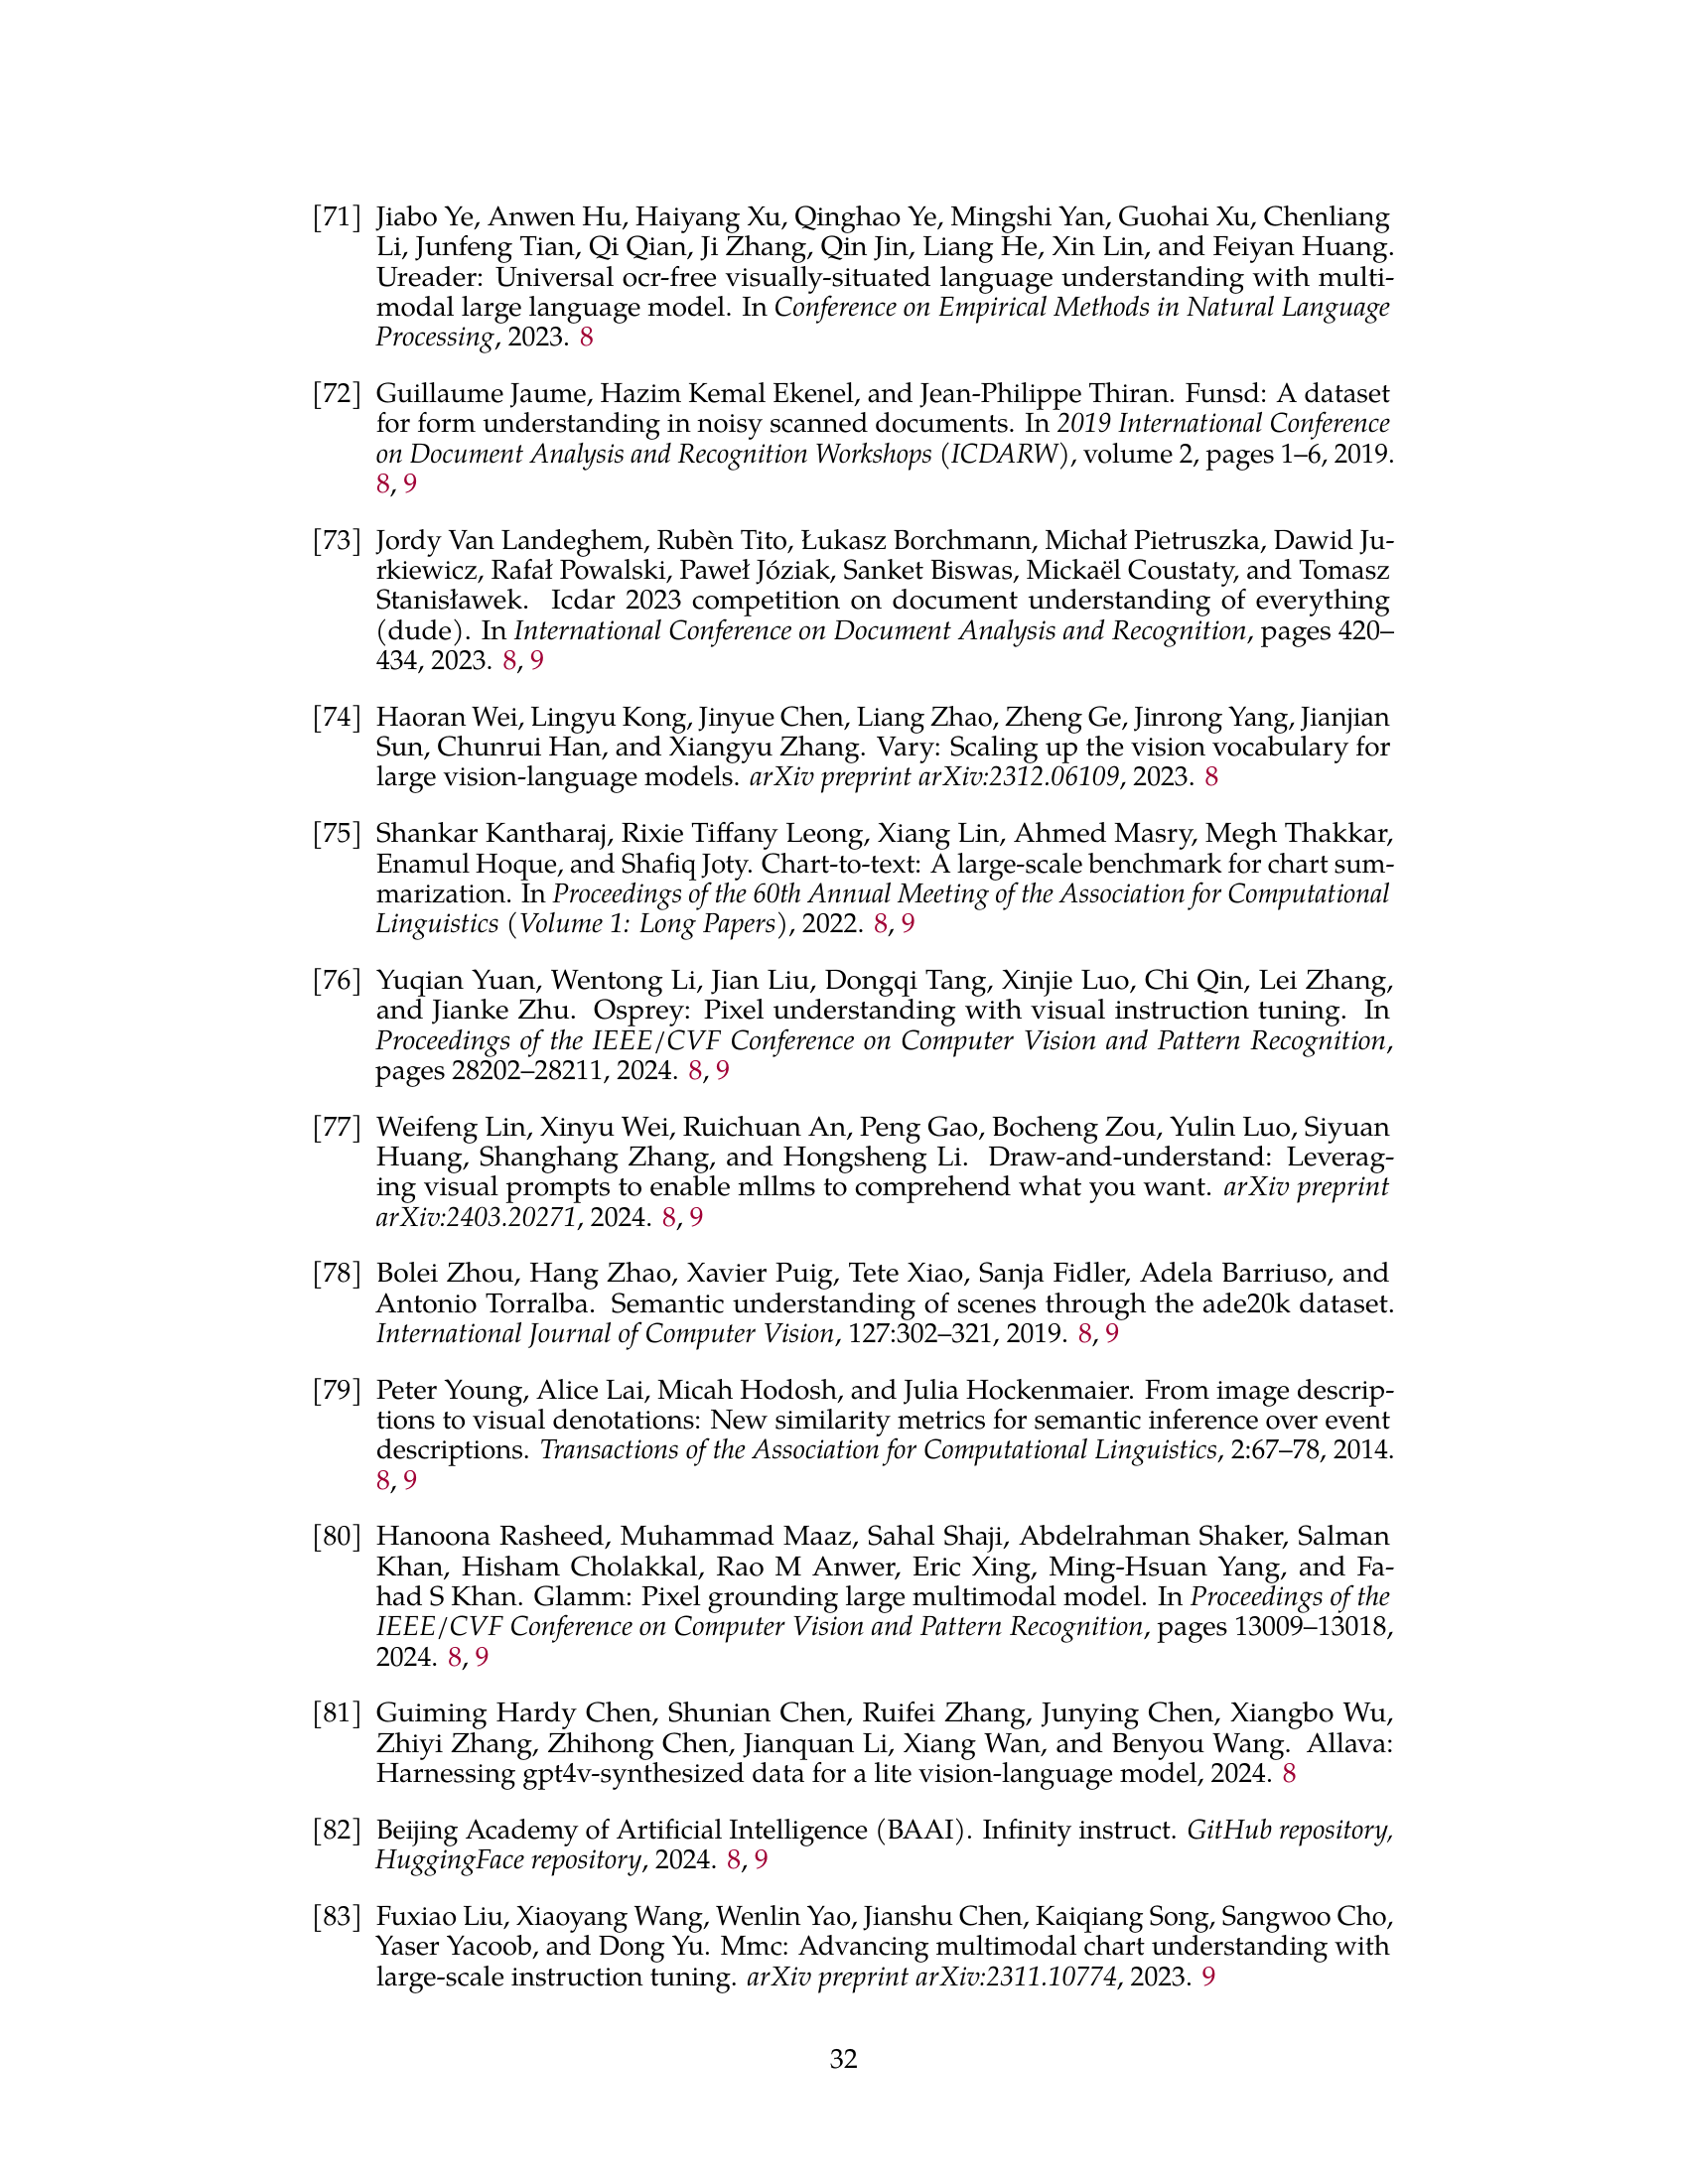 [71] Jiabo Ye, Anwen Hu, Haiyang Xu, Qinghao Ye, Mingshi Yan, Guohai Xu, Chenliang
Li, Junfeng Tian, Qi Qian, Ji Zhang, Qin Jin, Liang He, Xin Lin, and Feiyan Huang.
Ureader: Universal ocr-free visually-situated language understanding with multi-
modal large language model. In Conference on Empirical Methods in Natural Language
Processing, 2023. 8
[72] Guillaume Jaume, Hazim Kemal Ekenel, and Jean-Philippe Thiran. Funsd: A dataset
for form understanding in noisy scanned documents. In 2019 International Conference
on Document Analysis and Recognition Workshops (ICDARW), volume 2, pages 1–6, 2019.
8, 9
[73] Jordy Van Landeghem, Rubèn Tito, Łukasz Borchmann, Michał Pietruszka, Dawid Ju-
rkiewicz, Rafał Powalski, Paweł Józiak, Sanket Biswas, Mickaël Coustaty, and Tomasz
Stanisławek. Icdar 2023 competition on document understanding of everything
(dude). In International Conference on Document Analysis and Recognition, pages 420–
434, 2023. 8, 9
[74] Haoran Wei, Lingyu Kong, Jinyue Chen, Liang Zhao, Zheng Ge, Jinrong Yang, Jianjian
Sun, Chunrui Han, and Xiangyu Zhang. Vary: Scaling up the vision vocabulary for
large vision-language models. arXiv preprint arXiv:2312.06109, 2023. 8
[75] Shankar Kantharaj, Rixie Tiffany Leong, Xiang Lin, Ahmed Masry, Megh Thakkar,
Enamul Hoque, and Shafiq Joty. Chart-to-text: A large-scale benchmark for chart sum-
marization. In Proceedings of the 60th Annual Meeting of the Association for Computational
Linguistics (Volume 1: Long Papers), 2022. 8, 9
[76] Yuqian Yuan, Wentong Li, Jian Liu, Dongqi Tang, Xinjie Luo, Chi Qin, Lei Zhang,
and Jianke Zhu. Osprey: Pixel understanding with visual instruction tuning. In
Proceedings of the IEEE/CVF Conference on Computer Vision and Pattern Recognition,
pages 28202–28211, 2024. 8, 9
[77] Weifeng Lin, Xinyu Wei, Ruichuan An, Peng Gao, Bocheng Zou, Yulin Luo, Siyuan
Huang, Shanghang Zhang, and Hongsheng Li. Draw-and-understand: Leverag-
ing visual prompts to enable mllms to comprehend what you want. arXiv preprint
arXiv:2403.20271, 2024. 8, 9
[78] Bolei Zhou, Hang Zhao, Xavier Puig, Tete Xiao, Sanja Fidler, Adela Barriuso, and
Antonio Torralba. Semantic understanding of scenes through the ade20k dataset.
International Journal of Computer Vision, 127:302–321, 2019. 8, 9
[79] Peter Young, Alice Lai, Micah Hodosh, and Julia Hockenmaier. From image descrip-
tions to visual denotations: New similarity metrics for semantic inference over event
descriptions. Transactions of the Association for Computational Linguistics, 2:67–78, 2014.
8, 9
[80] Hanoona Rasheed, Muhammad Maaz, Sahal Shaji, Abdelrahman Shaker, Salman
Khan, Hisham Cholakkal, Rao M Anwer, Eric Xing, Ming-Hsuan Yang, and Fa-
had S Khan. Glamm: Pixel grounding large multimodal model. In Proceedings of the
IEEE/CVF Conference on Computer Vision and Pattern Recognition, pages 13009–13018,
2024. 8, 9
[81] Guiming Hardy Chen, Shunian Chen, Ruifei Zhang, Junying Chen, Xiangbo Wu,
Zhiyi Zhang, Zhihong Chen, Jianquan Li, Xiang Wan, and Benyou Wang. Allava:
Harnessing gpt4v-synthesized data for a lite vision-language model, 2024. 8
[82] Beijing Academy of Artificial Intelligence (BAAI). Infinity instruct. GitHub repository,
HuggingFace repository, 2024. 8, 9
[83] Fuxiao Liu, Xiaoyang Wang, Wenlin Yao, Jianshu Chen, Kaiqiang Song, Sangwoo Cho,
Yaser Yacoob, and Dong Yu. Mmc: Advancing multimodal chart understanding with
large-scale instruction tuning. arXiv preprint arXiv:2311.10774, 2023. 9
32